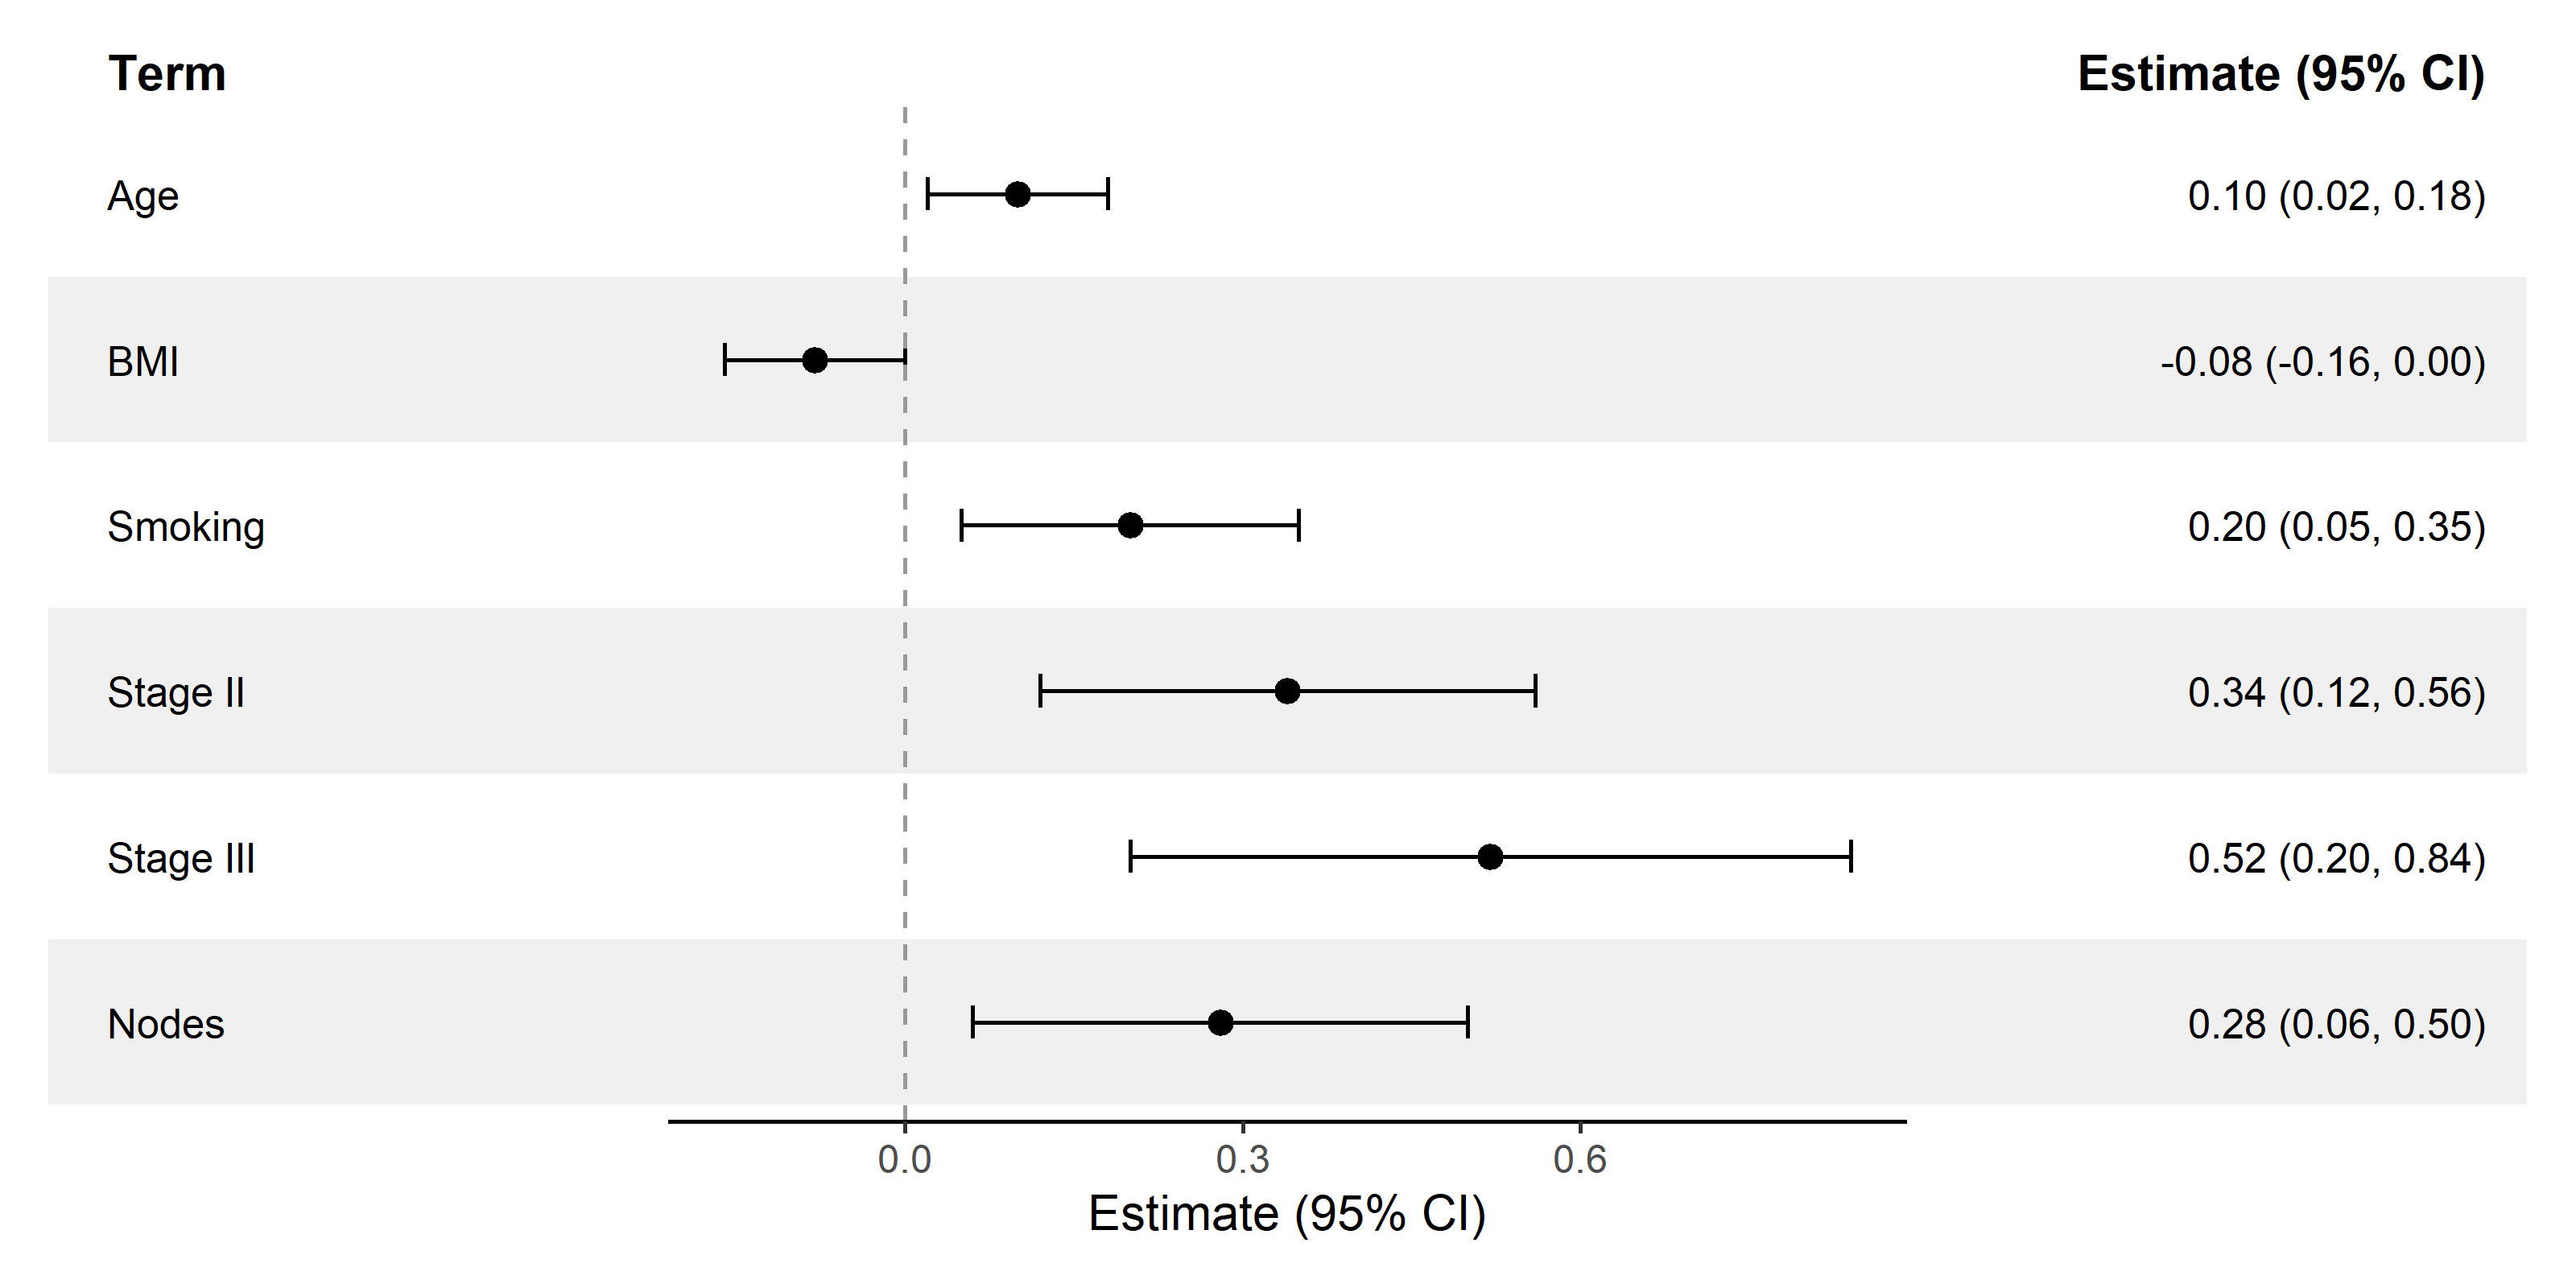 Term Estimate (95% CI)
Age 0.10 (0.02, 0.18)
BMI -0.08 (-0.16, 0.00)
Smoking 0.20 (0.05, 0.35)
Stage II 0.34 (0.12, 0.56)
Stage III 0.52 (0.20, 0.84)
Nodes 0.28 (0.06, 0.50)
0.0 0.3 0.6
Estimate (95% CI)